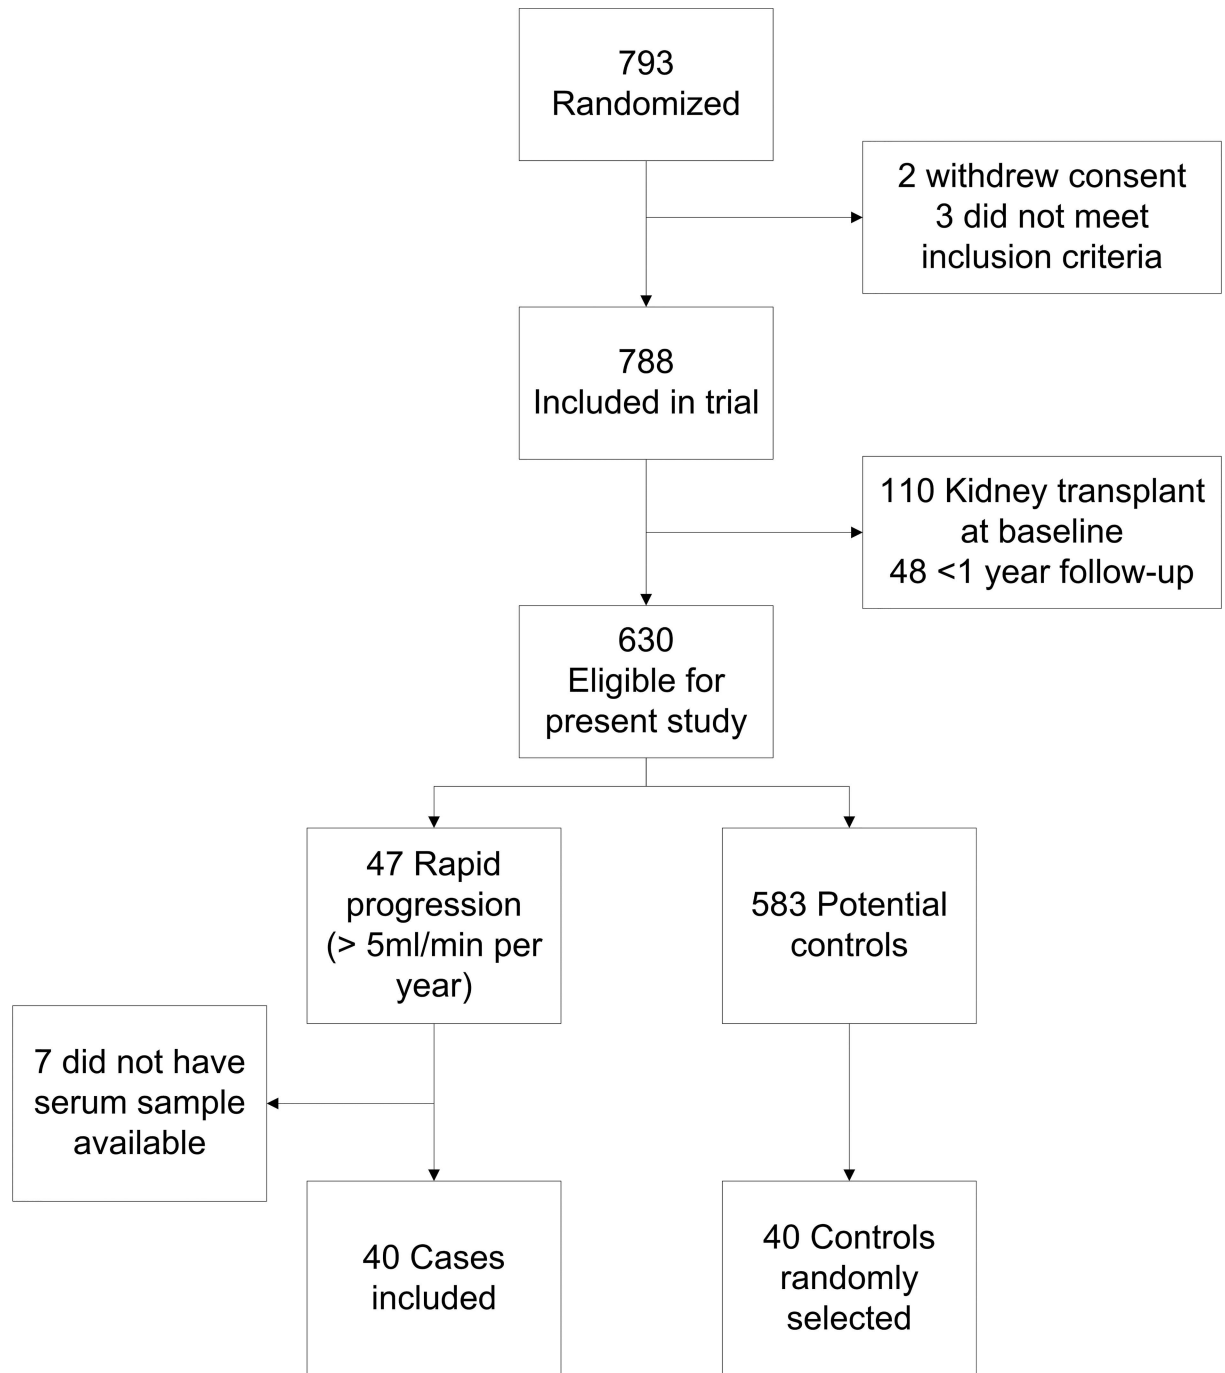 793
Randomized
2 withdrew consent
3 did not meet
inclusion criteria
788
Included in trial
110 Kidney transplant
at baseline
48 <1 year follow-up
630
Eligible for
present study
47 Rapid
progression
(> 5ml/min per
year)
583 Potential
controls
7 did not have
serum sample
available
40 Cases
included
40 Controls
randomly
selected